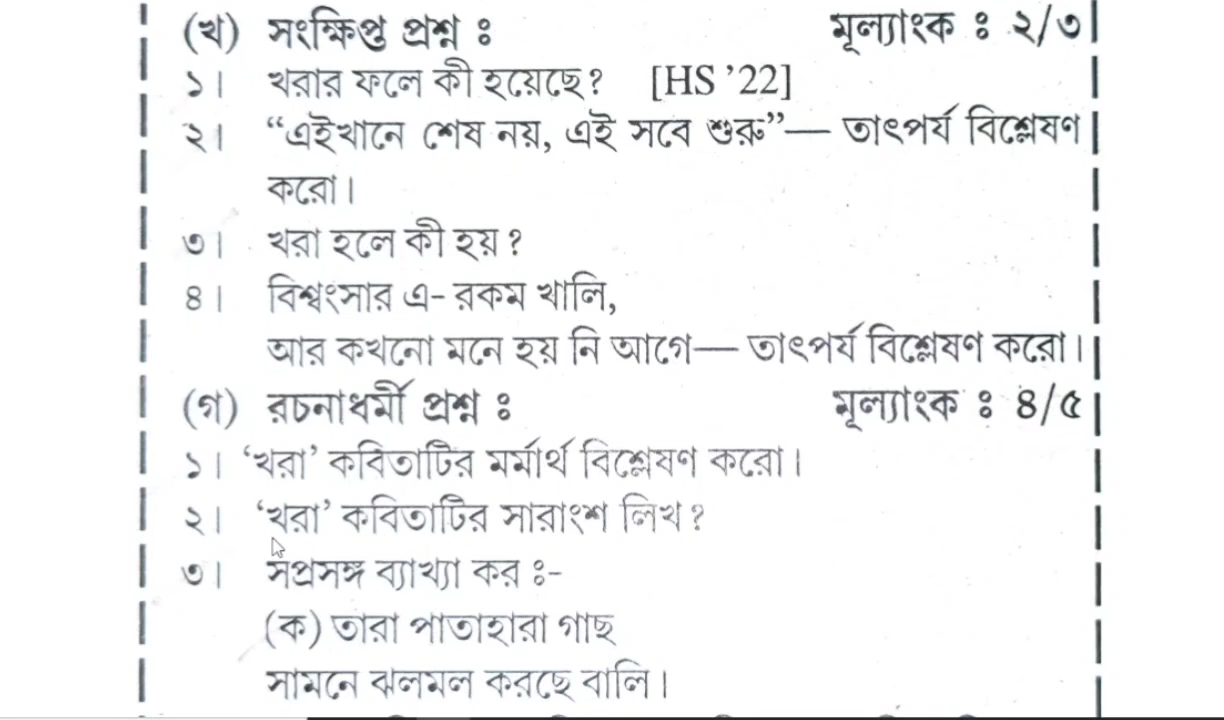 (খ) সংক্ষিপ্ত প্রশ্ন ঃ মূল্যাংক ঃ ২/৩
১। খরার ফলে কী হয়েছে? [HS ’22]
২। “এইখানে শেষ নয়, এই সবে শুরু”— তাৎপর্য বিশ্লেষণ
করো।
৩। খরা হলে কী হয়?
৪। বিশ্বংসার এ- রকম খালি,
আর কখনো মনে হয় নি আগে— তাৎপর্য বিশ্লেষণ করো।
(গ) রচনাধর্মী প্রশ্ন ঃ মূল্যাংক ঃ ৪/৫
১। ‘খরা’ কবিতাটির মর্মার্থ বিশ্লেষণ করো।
২। ‘খরা’ কবিতাটির সারাংশ লিখ?
৩। সপ্রসঙ্গ ব্যাখ্যা কর ঃ-
(ক) তারা পাতাহারা গাছ
সামনে ঝলমল করছে বালি।